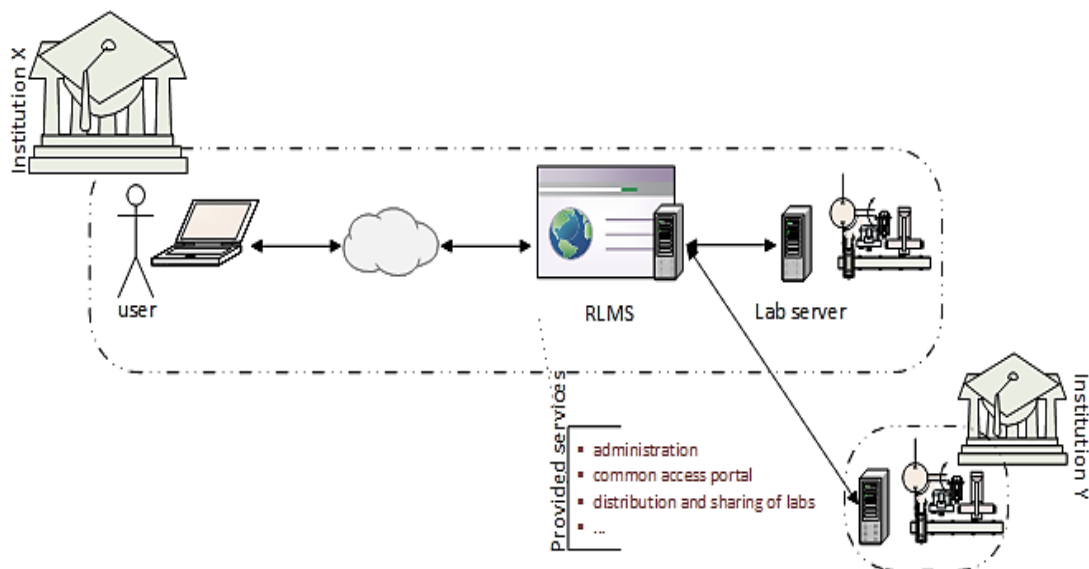 Institution X
user
RLMS
Lab server
Institution Y
Provided services
▪ administration
▪ common access portal
▪ distribution and sharing of labs
▪ ...